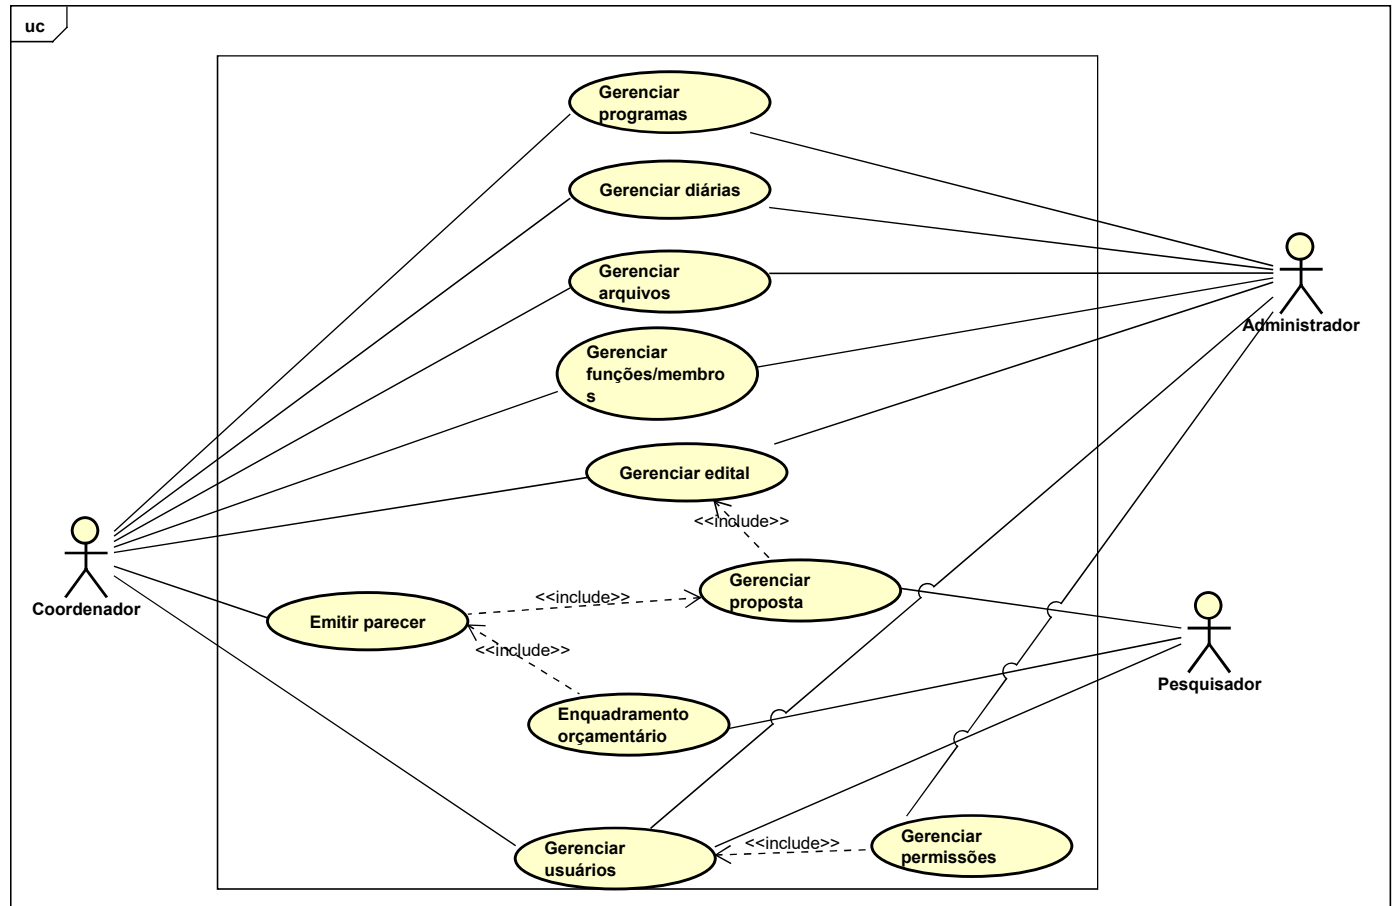 uc
Gerenciar
programas
Gerenciar diárias
Gerenciar
arquivos
Administrador
Gerenciar
funções/membro
s
Gerenciar edital
<<include>>
Coordenador
Gerenciar
proposta
<<include>>
Emitir parecer
<<include>>
Pesquisador
Enquadramento
orçamentário
Gerenciar
usuários
<<include>>
Gerenciar
permissões